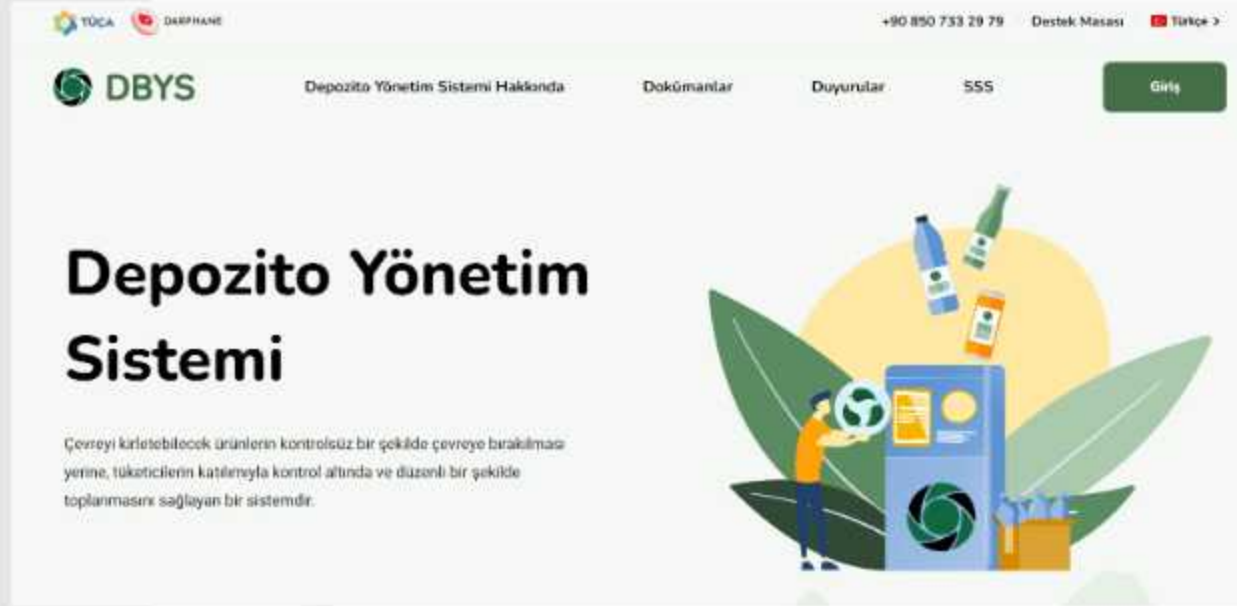 TÜÇA DARPHANE +90 850 733 29 79 Destek Masası Türkçe >
DBYS Depozito Yönetim Sistemi Hakkında Dokümanlar Duyurular SSS Giriş
Depozito Yönetim
Sistemi
Çevreyi kirletebilecek ürünlerin kontrolsüz bir şekilde çevreye bırakılması
yerine, tüketicilerin katılımıyla kontrol altında ve düzenli bir şekilde
toplanmasını sağlayan bir sistemdir.